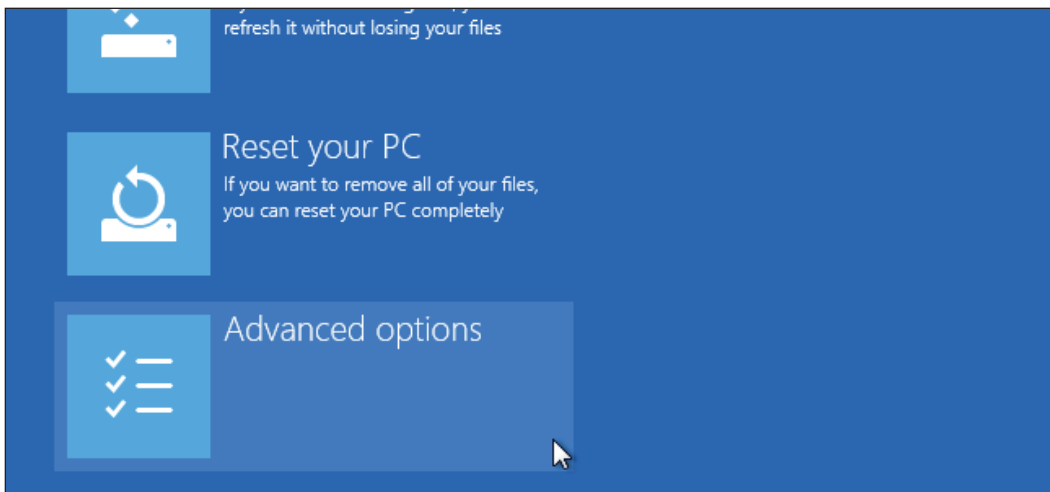 refresh it without losing your files
Reset your PC
If you want to remove all of your files,
you can reset your PC completely
Advanced options